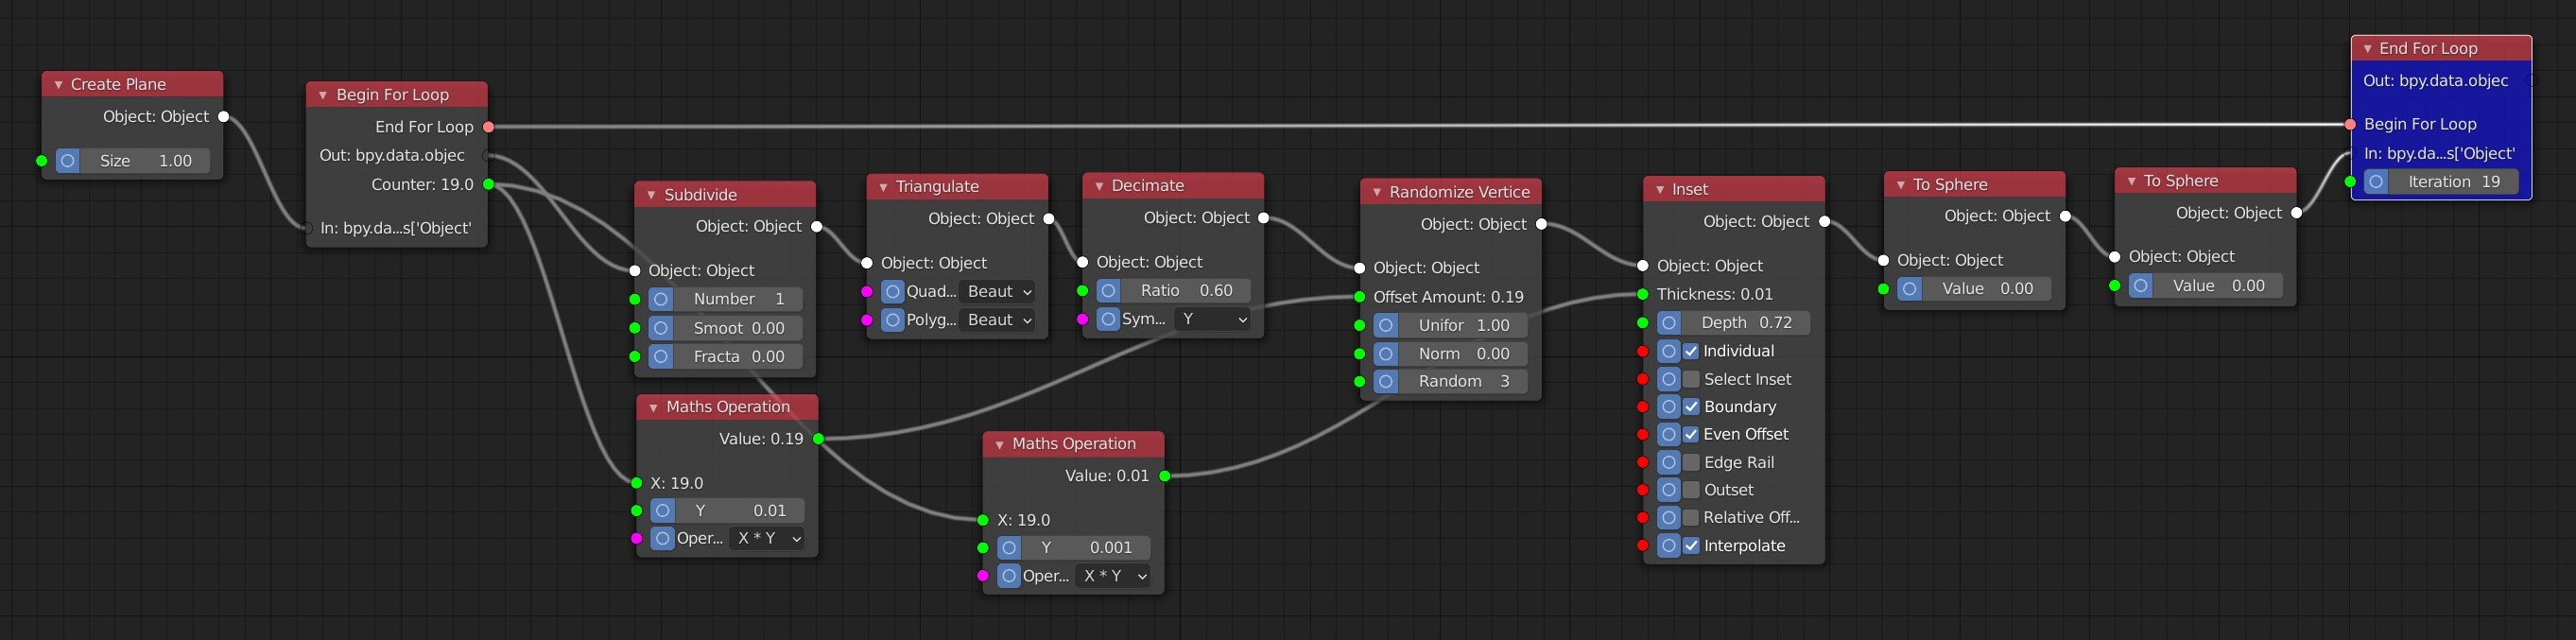 Create Plane
Object: Object
Size 1.00
Begin For Loop
End For Loop
Out: bpy.data.objec
Counter: 19.0
In: bpy.da...s['Object'
Subdivide
Object: Object
Object: Object
Number 1
Smoot 0.00
Fracta 0.00
Maths Operation
Value: 0.19
X: 19.0
Y 0.01
Oper... X * Y
Triangulate
Object: Object
Object: Object
Quad... Beaut
Polyg... Beaut
Decimate
Object: Object
Object: Object
Ratio 0.60
Sym... Y
Maths Operation
Value: 0.01
X: 19.0
Y 0.001
Oper... X * Y
Randomize Vertice
Object: Object
Object: Object
Offset Amount: 0.19
Unifor 1.00
Norm 0.00
Random 3
Inset
Object: Object
Object: Object
Thickness: 0.01
Depth 0.72
Individual
Select Inset
Boundary
Even Offset
Edge Rail
Outset
Relative Off...
Interpolate
To Sphere
Object: Object
Object: Object
Value 0.00
To Sphere
Object: Object
Object: Object
Value 0.00
End For Loop
Out: bpy.data.objec
Begin For Loop
In: bpy.da...s['Object'
Iteration 19